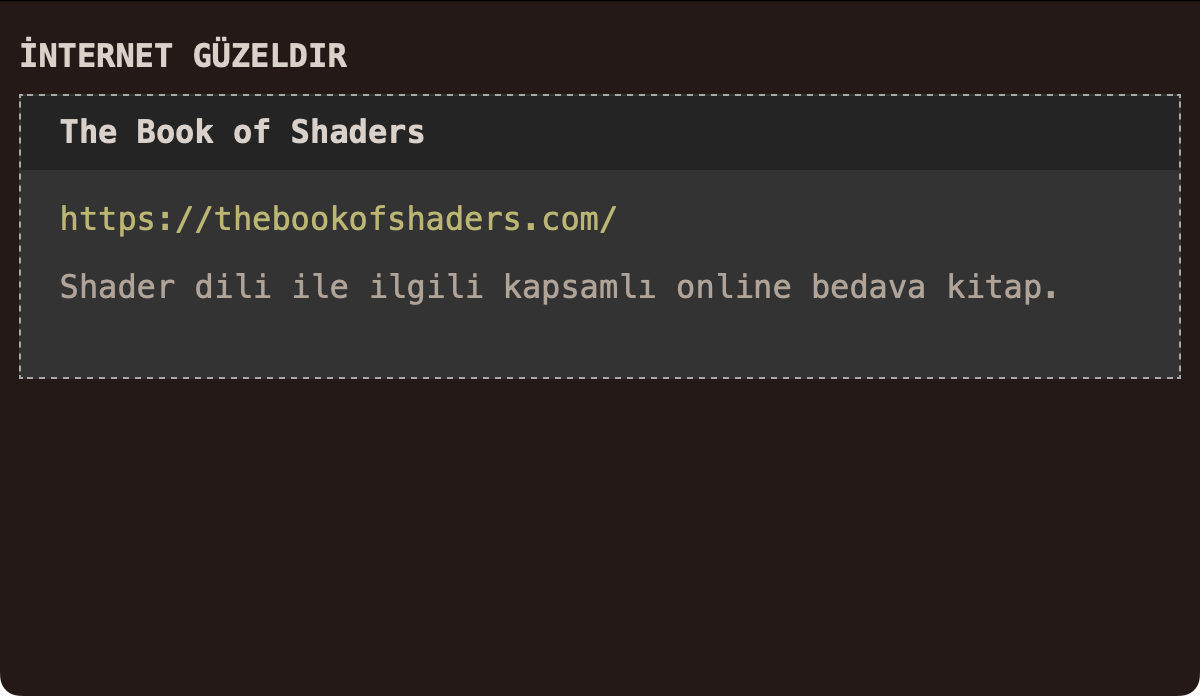 İNTERNET GÜZELDIR
The Book of Shaders
https://thebookofshaders.com/
Shader dili ile ilgili kapsamlı online bedava kitap.